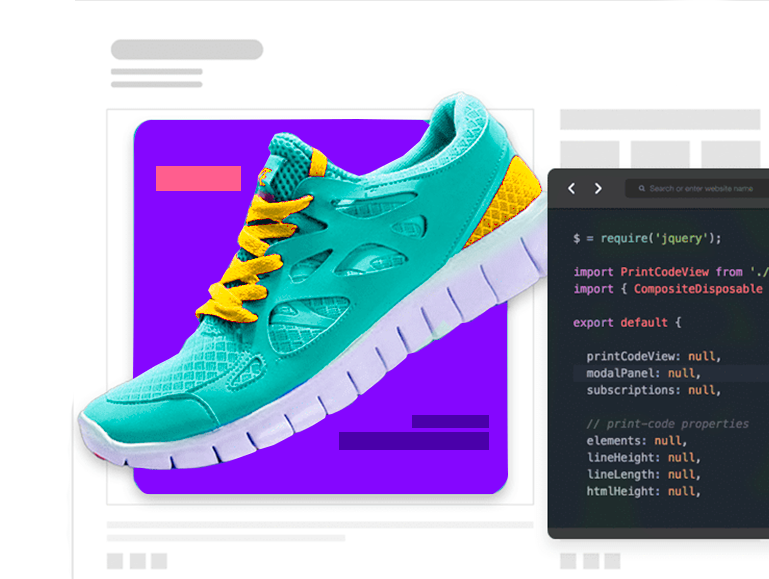 Search or enter website name
$ = require('jquery');
import PrintCodeView from './
import { CompositeDisposable
export default {
printCodeView: null,
modalPanel: null,
subscriptions: null,
// print-code properties
elements: null,
lineHeight: null,
lineLength: null,
htmlHeight: null,